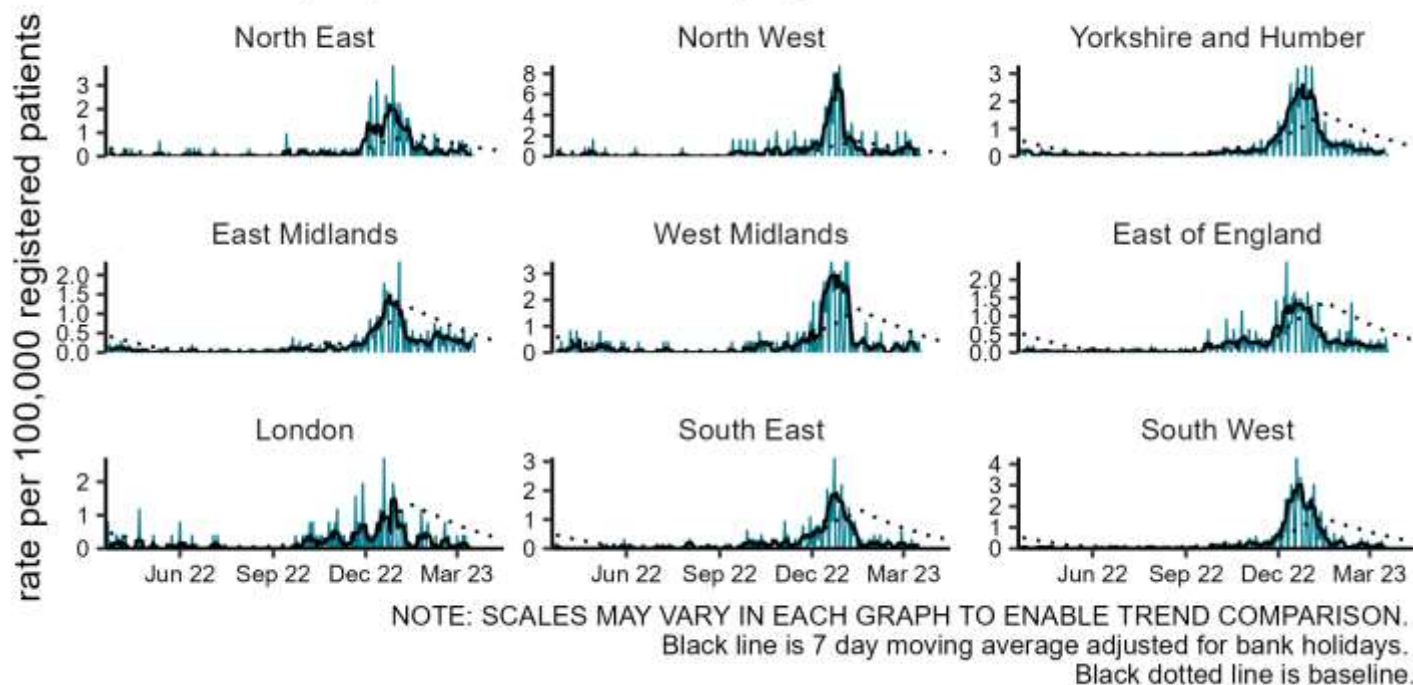 rate per 100,000 registered patients
North East
North West
Yorkshire and Humber
3
2
1
0
8
6
4
2
0
3
2
1
0
East Midlands
West Midlands
East of England
2.0
1.5
1.0
0.5
0.0
3
2
1
0
2.0
1.5
1.0
0.5
0.0
London
South East
South West
2
1
0
3
2
1
0
4
3
2
1
0
Jun 22 Sep 22 Dec 22 Mar 23
Jun 22 Sep 22 Dec 22 Mar 23
Jun 22 Sep 22 Dec 22 Mar 23
NOTE: SCALES MAY VARY IN EACH GRAPH TO ENABLE TREND COMPARISON.
Black line is 7 day moving average adjusted for bank holidays.
Black dotted line is baseline.